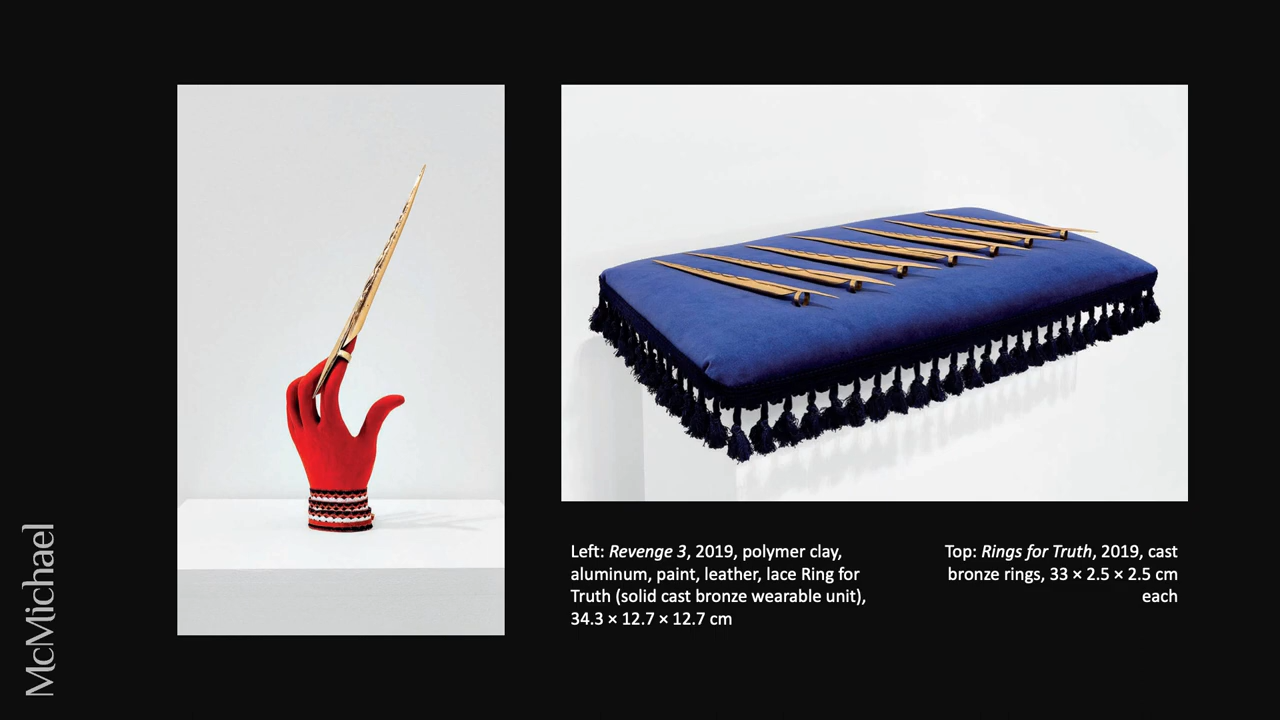 Left: Revenge 3, 2019, polymer clay,
aluminum, paint, leather, lace Ring for
Truth (solid cast bronze wearable unit),
34.3 × 12.7 × 12.7 cm
Top: Rings for Truth, 2019, cast
bronze rings, 33 × 2.5 × 2.5 cm
each
McMichael